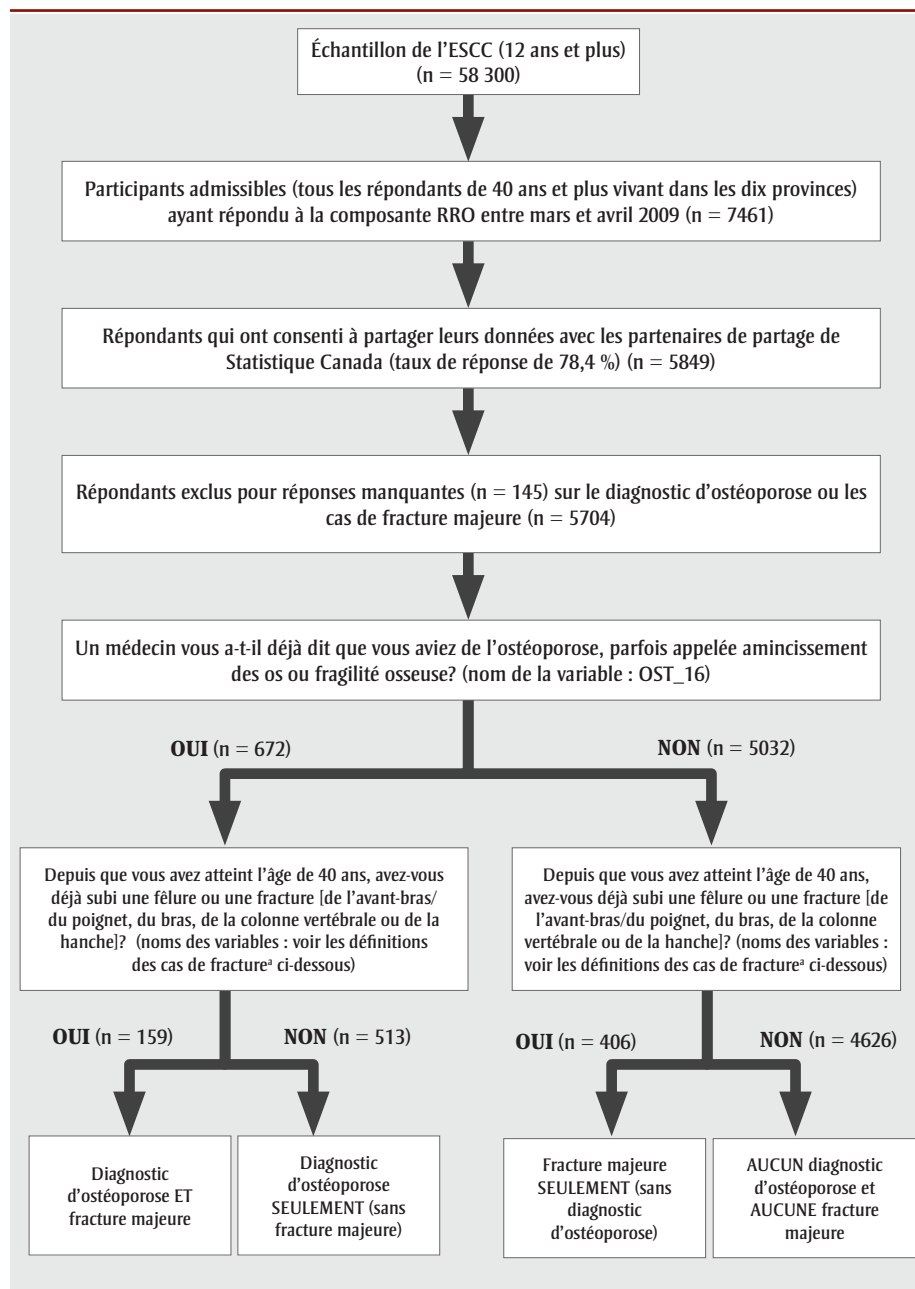 Échantillon de l'ESCC (12 ans et plus)
(n = 58 300)
Participants admissibles (tous les répondants de 40 ans et plus vivant dans les dix provinces)
ayant répondu à la composante RRO entre mars et avril 2009 (n = 7461)
Répondants qui ont consenti à partager leurs données avec les partenaires de partage de
Statistique Canada (taux de réponse de 78,4 %) (n = 5849)
Répondants exclus pour réponses manquantes (n = 145) sur le diagnostic d'ostéoporose ou les
cas de fracture majeure (n = 5704)
Un médecin vous a-t-il déjà dit que vous aviez de l'ostéoporose, parfois appelée amincissement
des os ou fragilité osseuse? (nom de la variable : OST_16)
OUI (n = 672)
NON (n = 5032)
Depuis que vous avez atteint l'âge de 40 ans, avez-vous
déjà subi une fêlure ou une fracture [de l'avant-bras/
du poignet, du bras, de la colonne vertébrale ou de la
hanche]? (noms des variables : voir les définitions
des cas de fractureᵃ ci-dessous)
Depuis que vous avez atteint l'âge de 40 ans,
avez-vous déjà subi une fêlure ou une fracture [de
l'avant-bras/du poignet, du bras, de la colonne
vertébrale ou de la hanche]? (noms des variables :
voir les définitions des cas de fractureᵃ ci-dessous)
OUI (n = 159)
NON (n = 513)
OUI (n = 406)
NON (n = 4626)
Diagnostic
d'ostéoporose ET
fracture majeure
Diagnostic
d'ostéoporose
SEULEMENT (sans
fracture majeure)
Fracture majeure
SEULEMENT (sans
diagnostic
d'ostéoporose)
AUCUN diagnostic
d'ostéoporose et
AUCUNE fracture
majeure